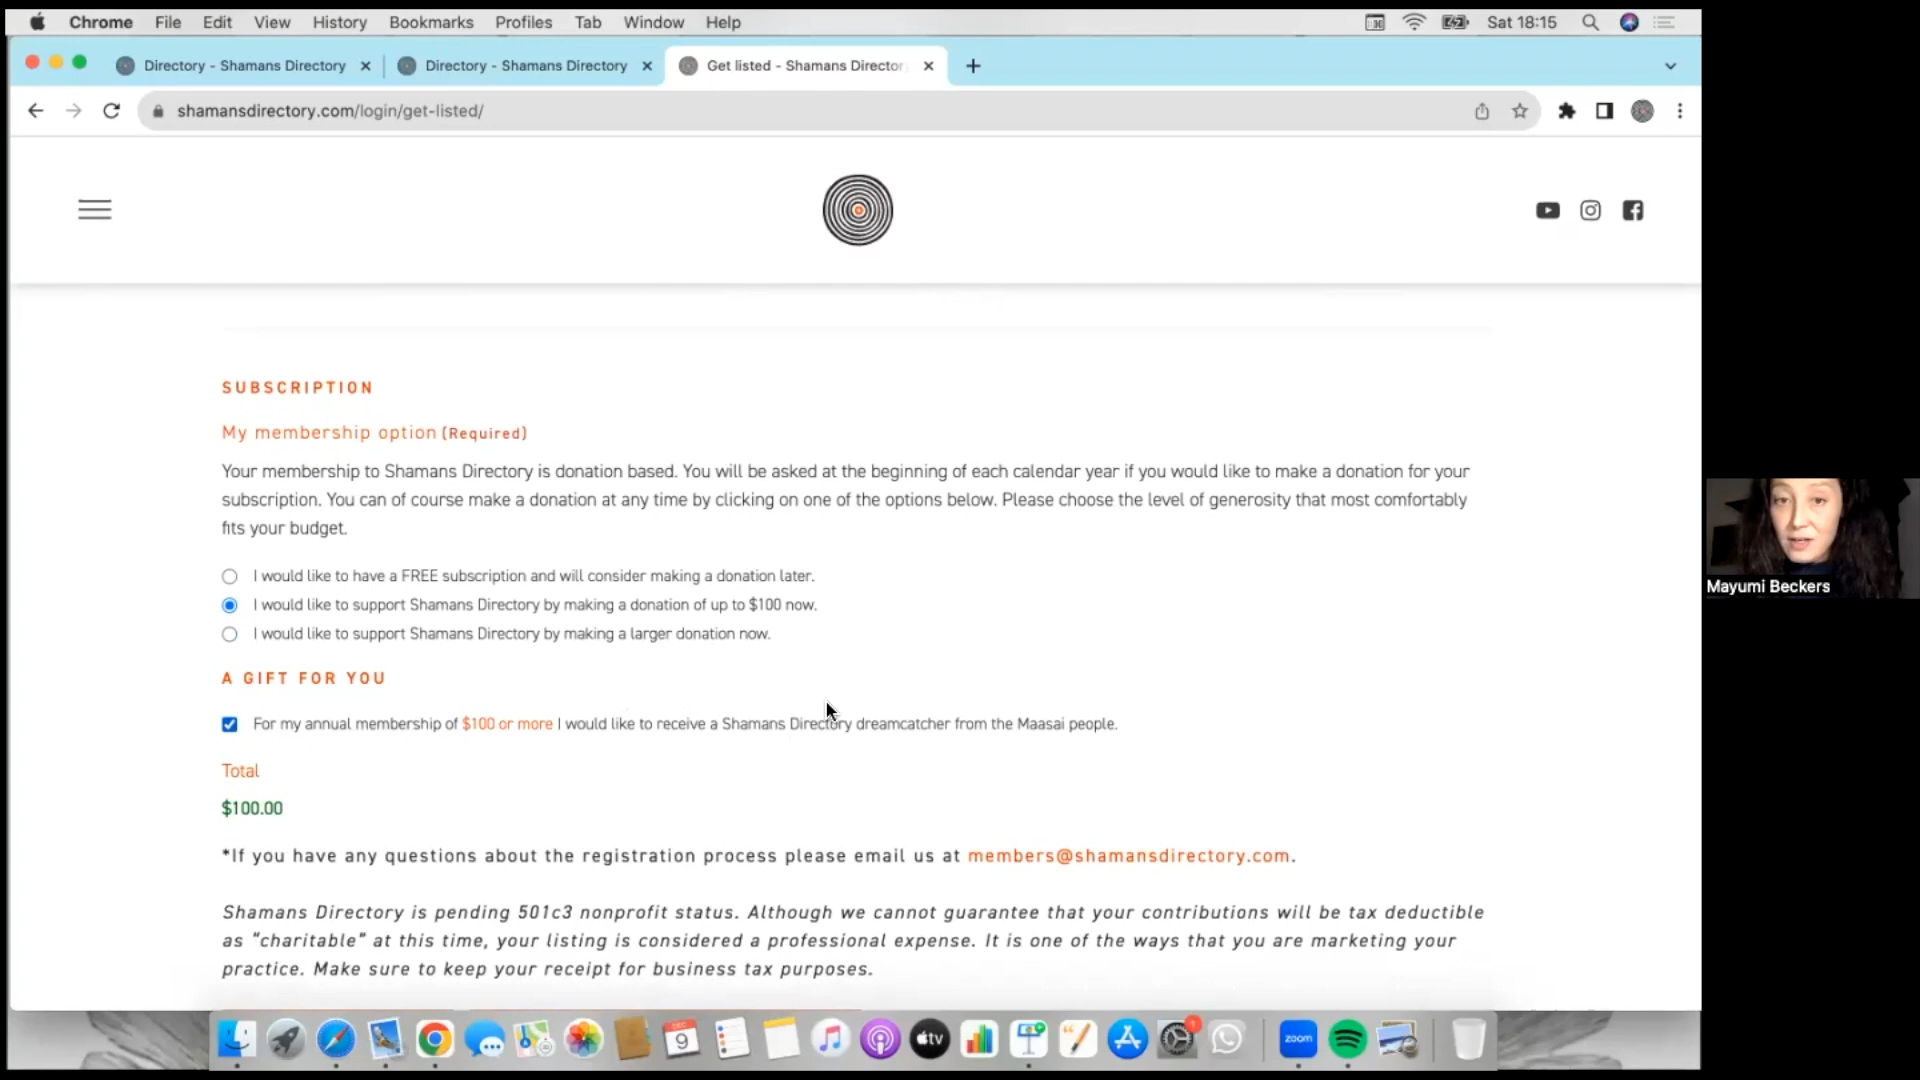 Chrome File Edit View History Bookmarks Profiles Tab Window Help Sat 18:15
Directory - Shamans Directory Directory - Shamans Directory Get listed - Shamans Director
shamansdirectory.com/login/get-listed/
SUBSCRIPTION
My membership option (Required)
Your membership to Shamans Directory is donation based. You will be asked at the beginning of each calendar year if you would like to make a donation for your
subscription. You can of course make a donation at any time by clicking on one of the options below. Please choose the level of generosity that most comfortably
fits your budget.
I would like to have a FREE subscription and will consider making a donation later.
I would like to support Shamans Directory by making a donation of up to $100 now.
I would like to support Shamans Directory by making a larger donation now.
A GIFT FOR YOU
For my annual membership of $100 or more I would like to receive a Shamans Directory dreamcatcher from the Maasai people.
Total
$100.00
*If you have any questions about the registration process please email us at members@shamansdirectory.com.
Shamans Directory is pending 501c3 nonprofit status. Although we cannot guarantee that your contributions will be tax deductible
as “charitable” at this time, your listing is considered a professional expense. It is one of the ways that you are marketing your
practice. Make sure to keep your receipt for business tax purposes.
Mayumi Beckers
DEC
9
tv
1
zoom